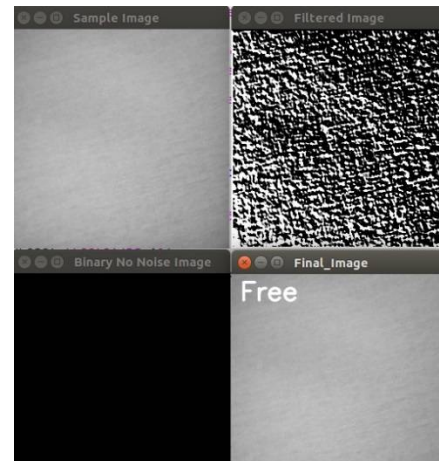 Sample Image
Filtered Image
Binary No Noise Image
Final_Image
Free